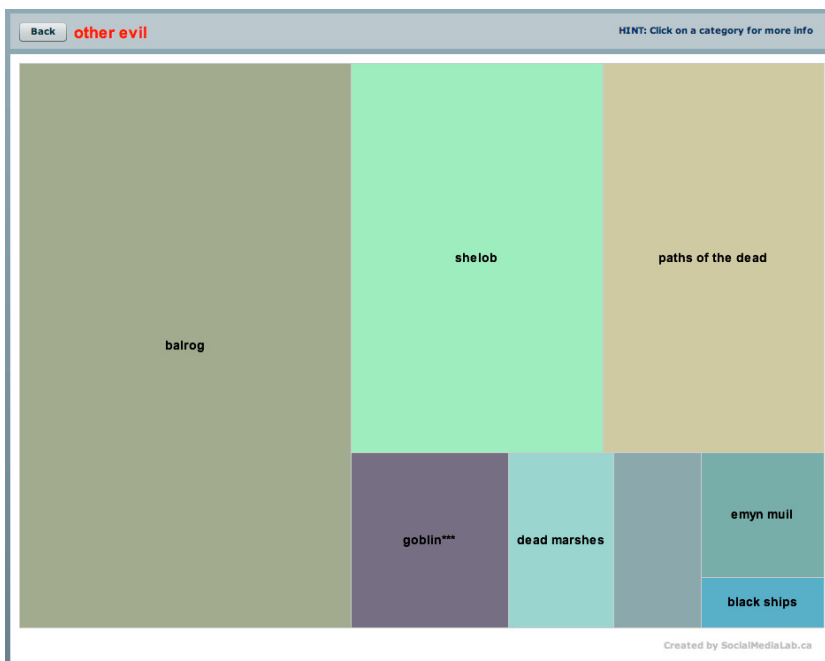 Back
other evil
HINT: Click on a category for more info
shelob
paths of the dead
balrog
emyn muil
goblin***
dead marshes
black ships
Created by SocialMediaLab.ca